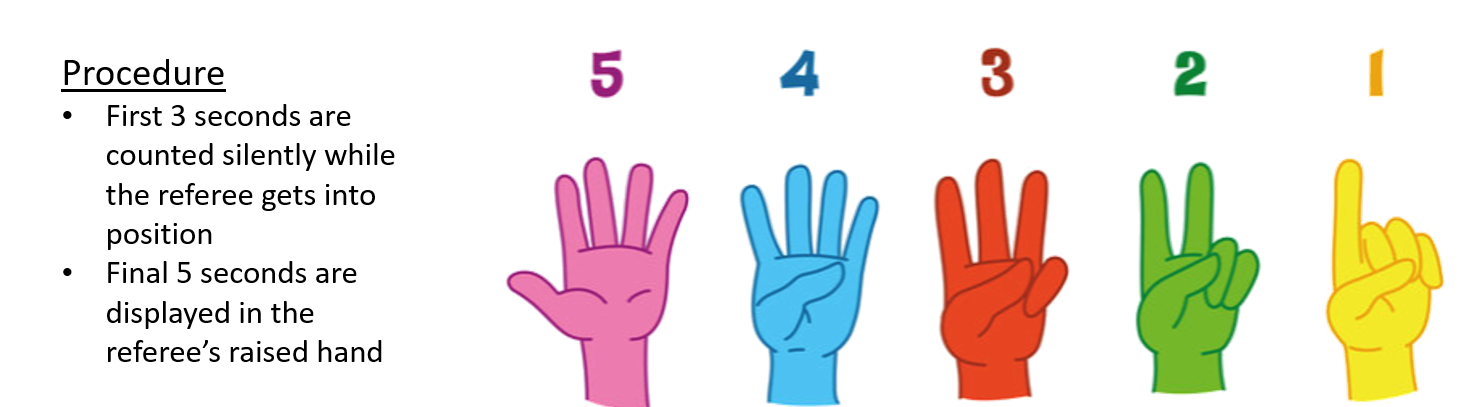 Procedure
• First 3 seconds are
counted silently while
the referee gets into
position
• Final 5 seconds are
displayed in the
referee’s raised hand
5 4 3 2 1